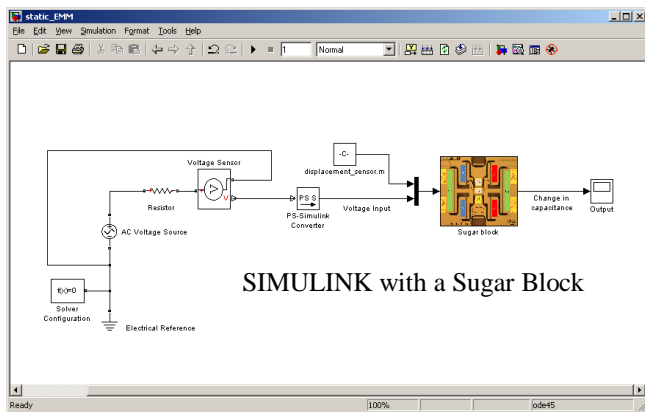 static_EMM
File Edit View Simulation Format Tools Help
1
Normal
Voltage Sensor
V
Resistor
AC Voltage Source
f(x)=0
Solver
Configuration
Electrical Reference
PS S
PS-Simulink
Converter
-C-
displacement_sensor.m
Voltage Input
Sugar block
Change in
capacitance
Output
SIMULINK with a Sugar Block
Ready
100%
ode45